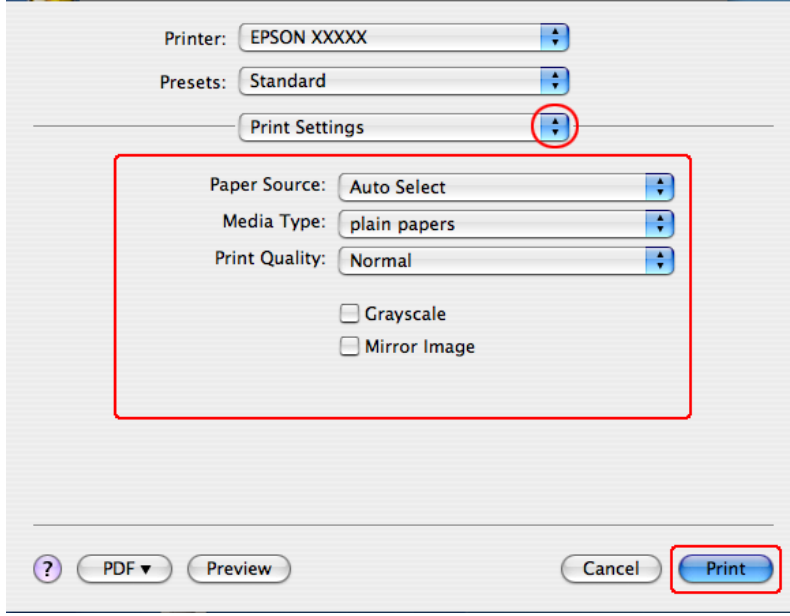 Printer: EPSON XXXXX
Presets: Standard
Print Settings
Paper Source: Auto Select
Media Type: plain papers
Print Quality: Normal
Grayscale
Mirror Image
? PDF ▼ Preview Cancel Print